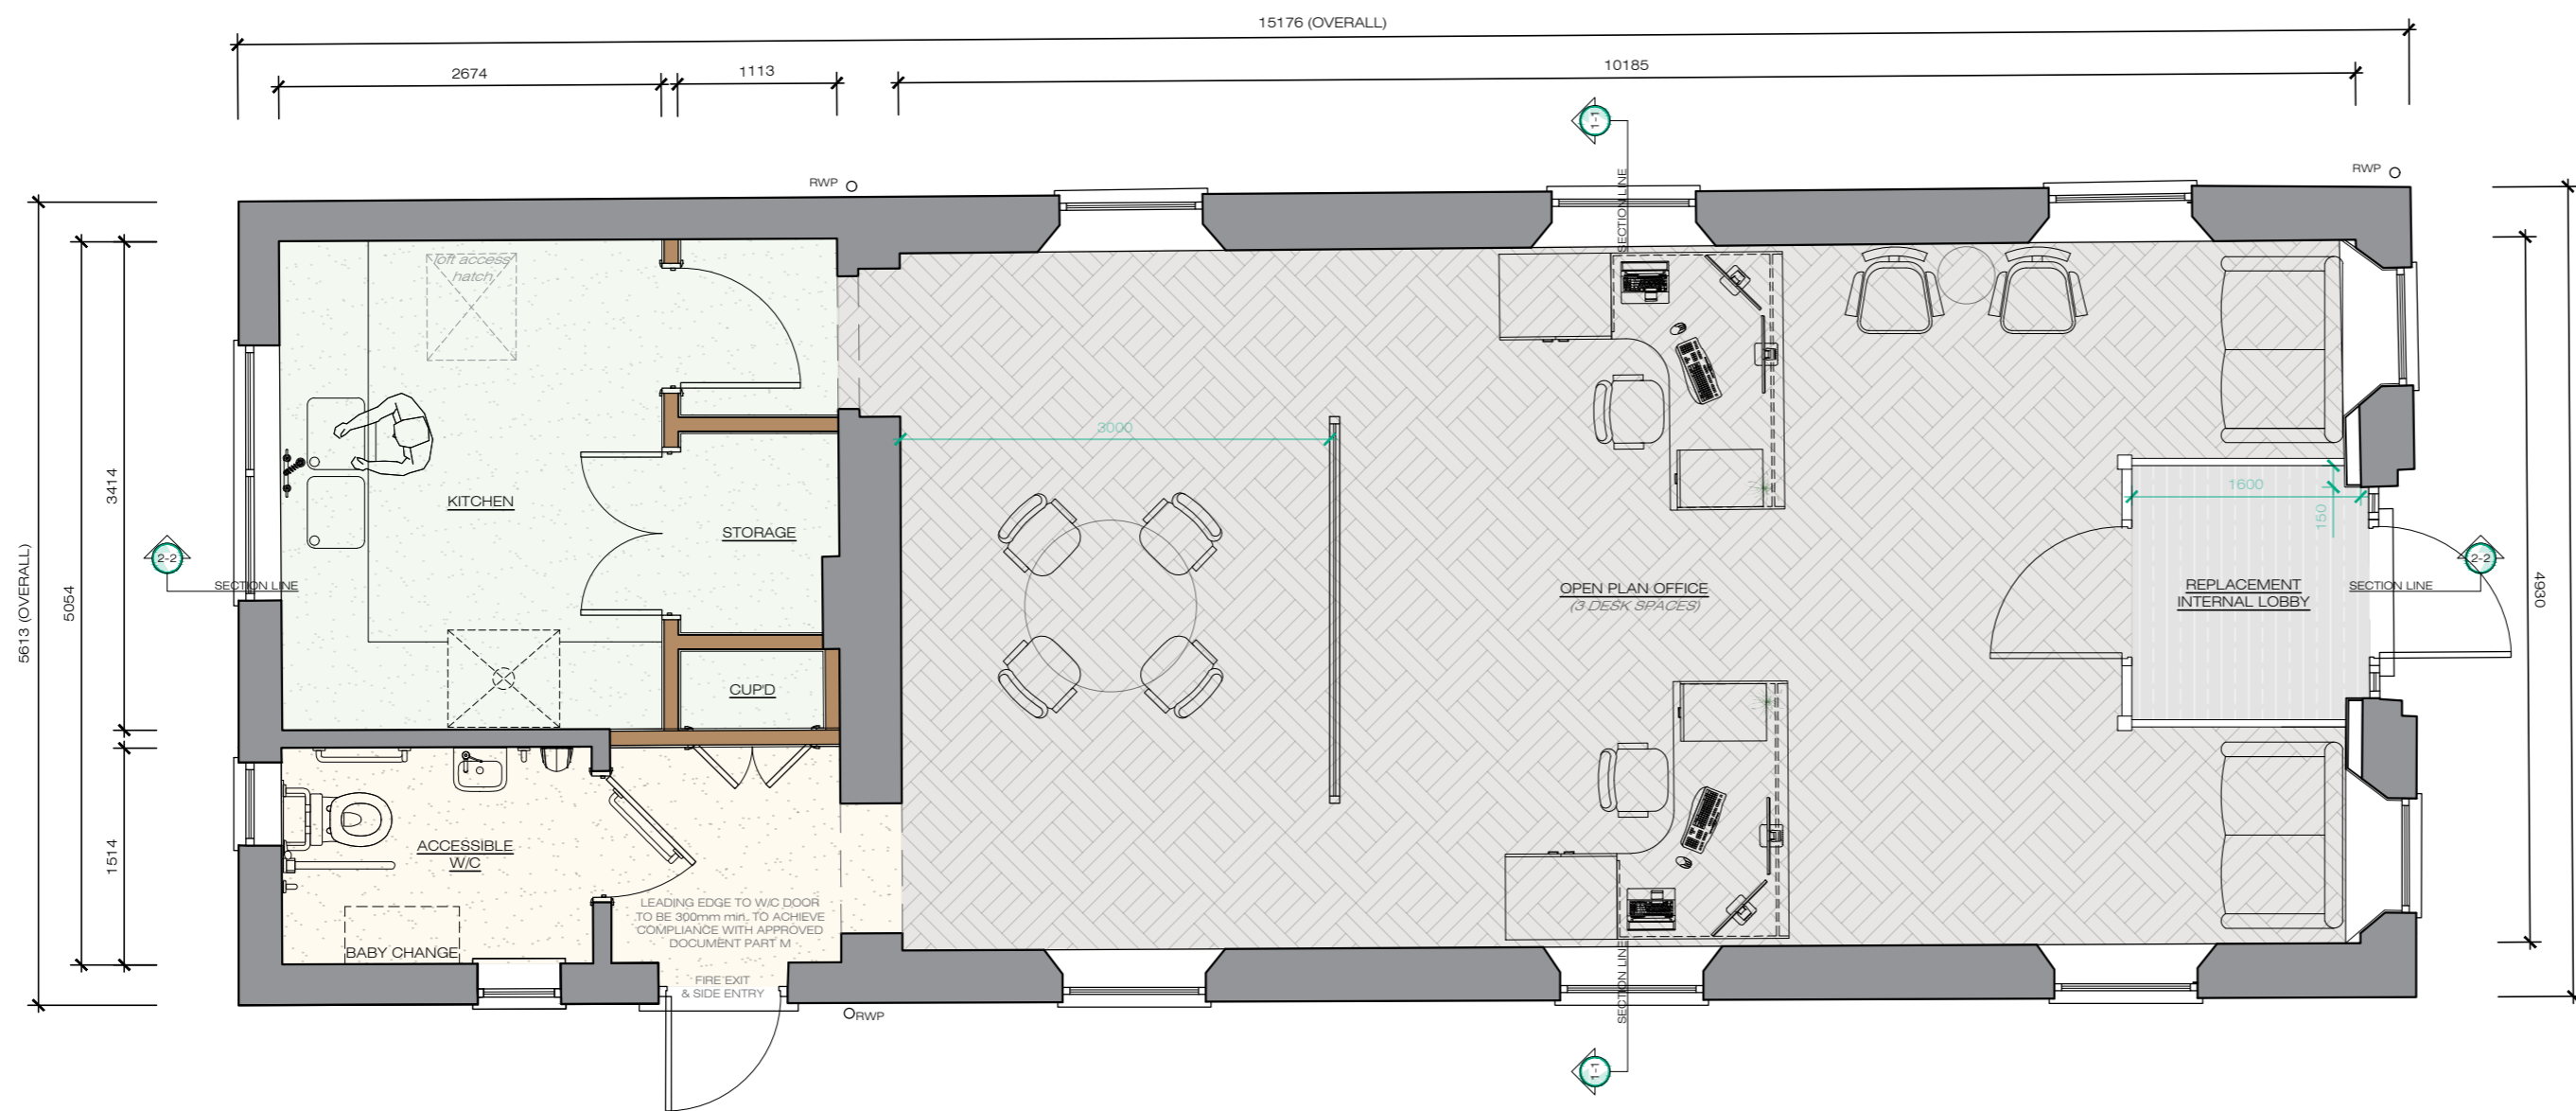 15176 (OVERALL)
2674
1113
10185
1-1
SECTION LINE
RWP
RWP
loft access
hatch
3000
1600
150
KITCHEN
STORAGE
3414
5054
5613 (OVERALL)
2-2
SECTION LINE
OPEN PLAN OFFICE
(3 DESK SPACES)
REPLACEMENT
INTERNAL LOBBY
2-2
SECTION LINE
4930
CUP'D
1514
ACCESSIBLE
W/C
LEADING EDGE TO W/C DOOR
TO BE 300mm min. TO ACHIEVE
COMPLIANCE WITH APPROVED
DOCUMENT PART M
BABY CHANGE
FIRE EXIT
& SIDE ENTRY
RWP
SECTION LINE
1-1